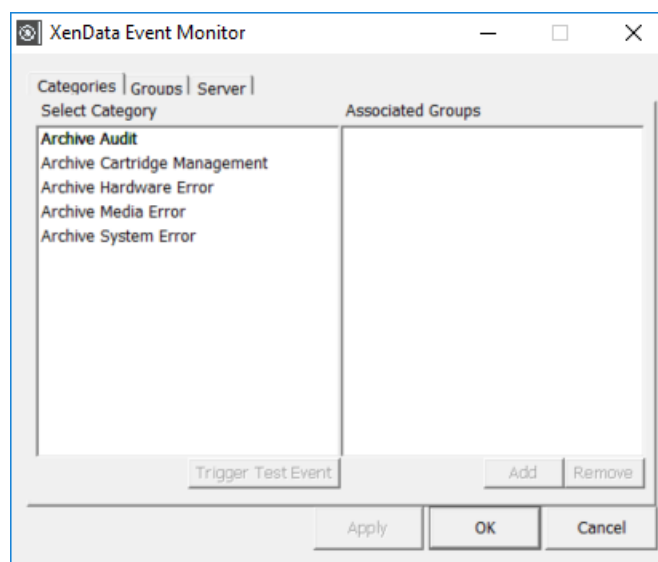 XenData Event Monitor
Categories Groups Server
Select Category Associated Groups
Archive Audit
Archive Cartridge Management
Archive Hardware Error
Archive Media Error
Archive System Error
Trigger Test Event Add Remove
Apply OK Cancel